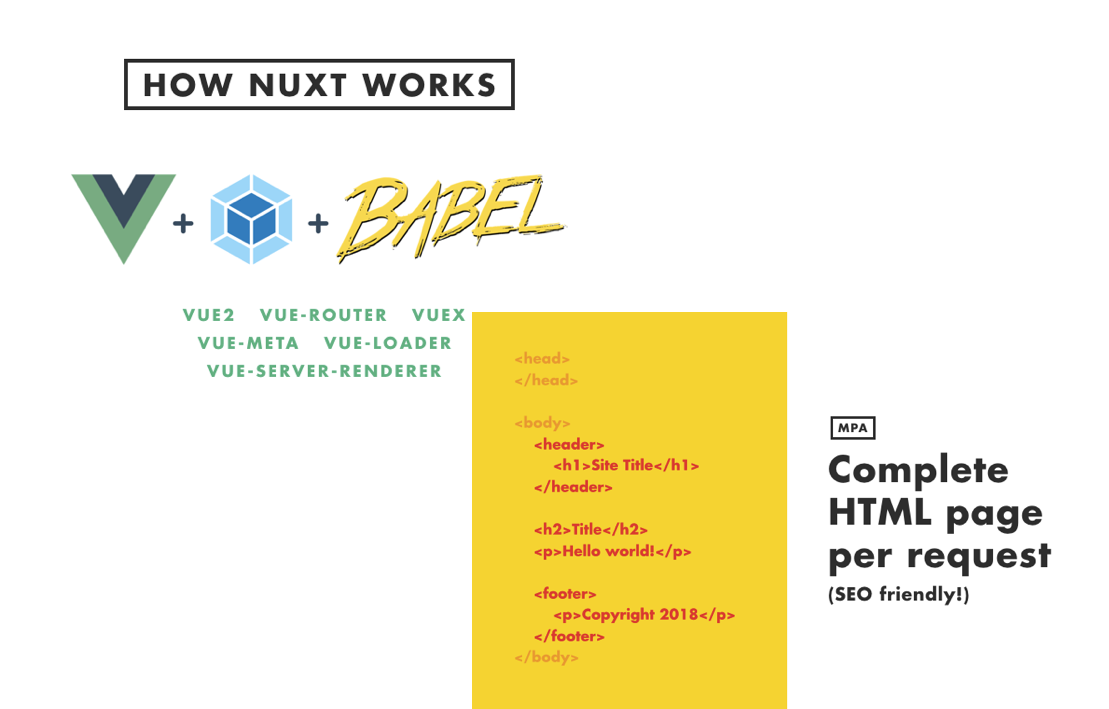 HOW NUXT WORKS
+ + BABEL
VUE2 VUE-ROUTER VUEX
VUE-META VUE-LOADER
VUE-SERVER-RENDERER
<head>
</head>
<body>
<header>
<h1>Site Title</h1>
</header>
<h2>Title</h2>
<p>Hello world!</p>
<footer>
<p>Copyright 2018</p>
</footer>
</body>
MPA
Complete
HTML page
per request
(SEO friendly!)